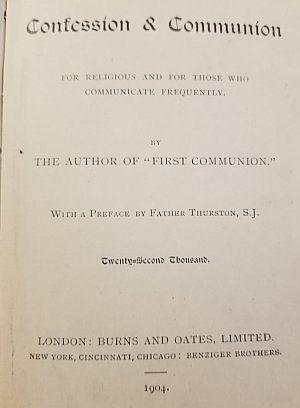 Confession & Communion
FOR RELIGIOUS AND FOR THOSE WHO
COMMUNICATE FREQUENTLY.
BY
THE AUTHOR OF "FIRST COMMUNION."
WITH A PREFACE BY FATHER THURSTON, S.J.
Twenty-Second Thousand.
LONDON: BURNS AND OATES, LIMITED.
NEW YORK, CINCINNATI, CHICAGO: BENZIGER BROTHERS.
1904.